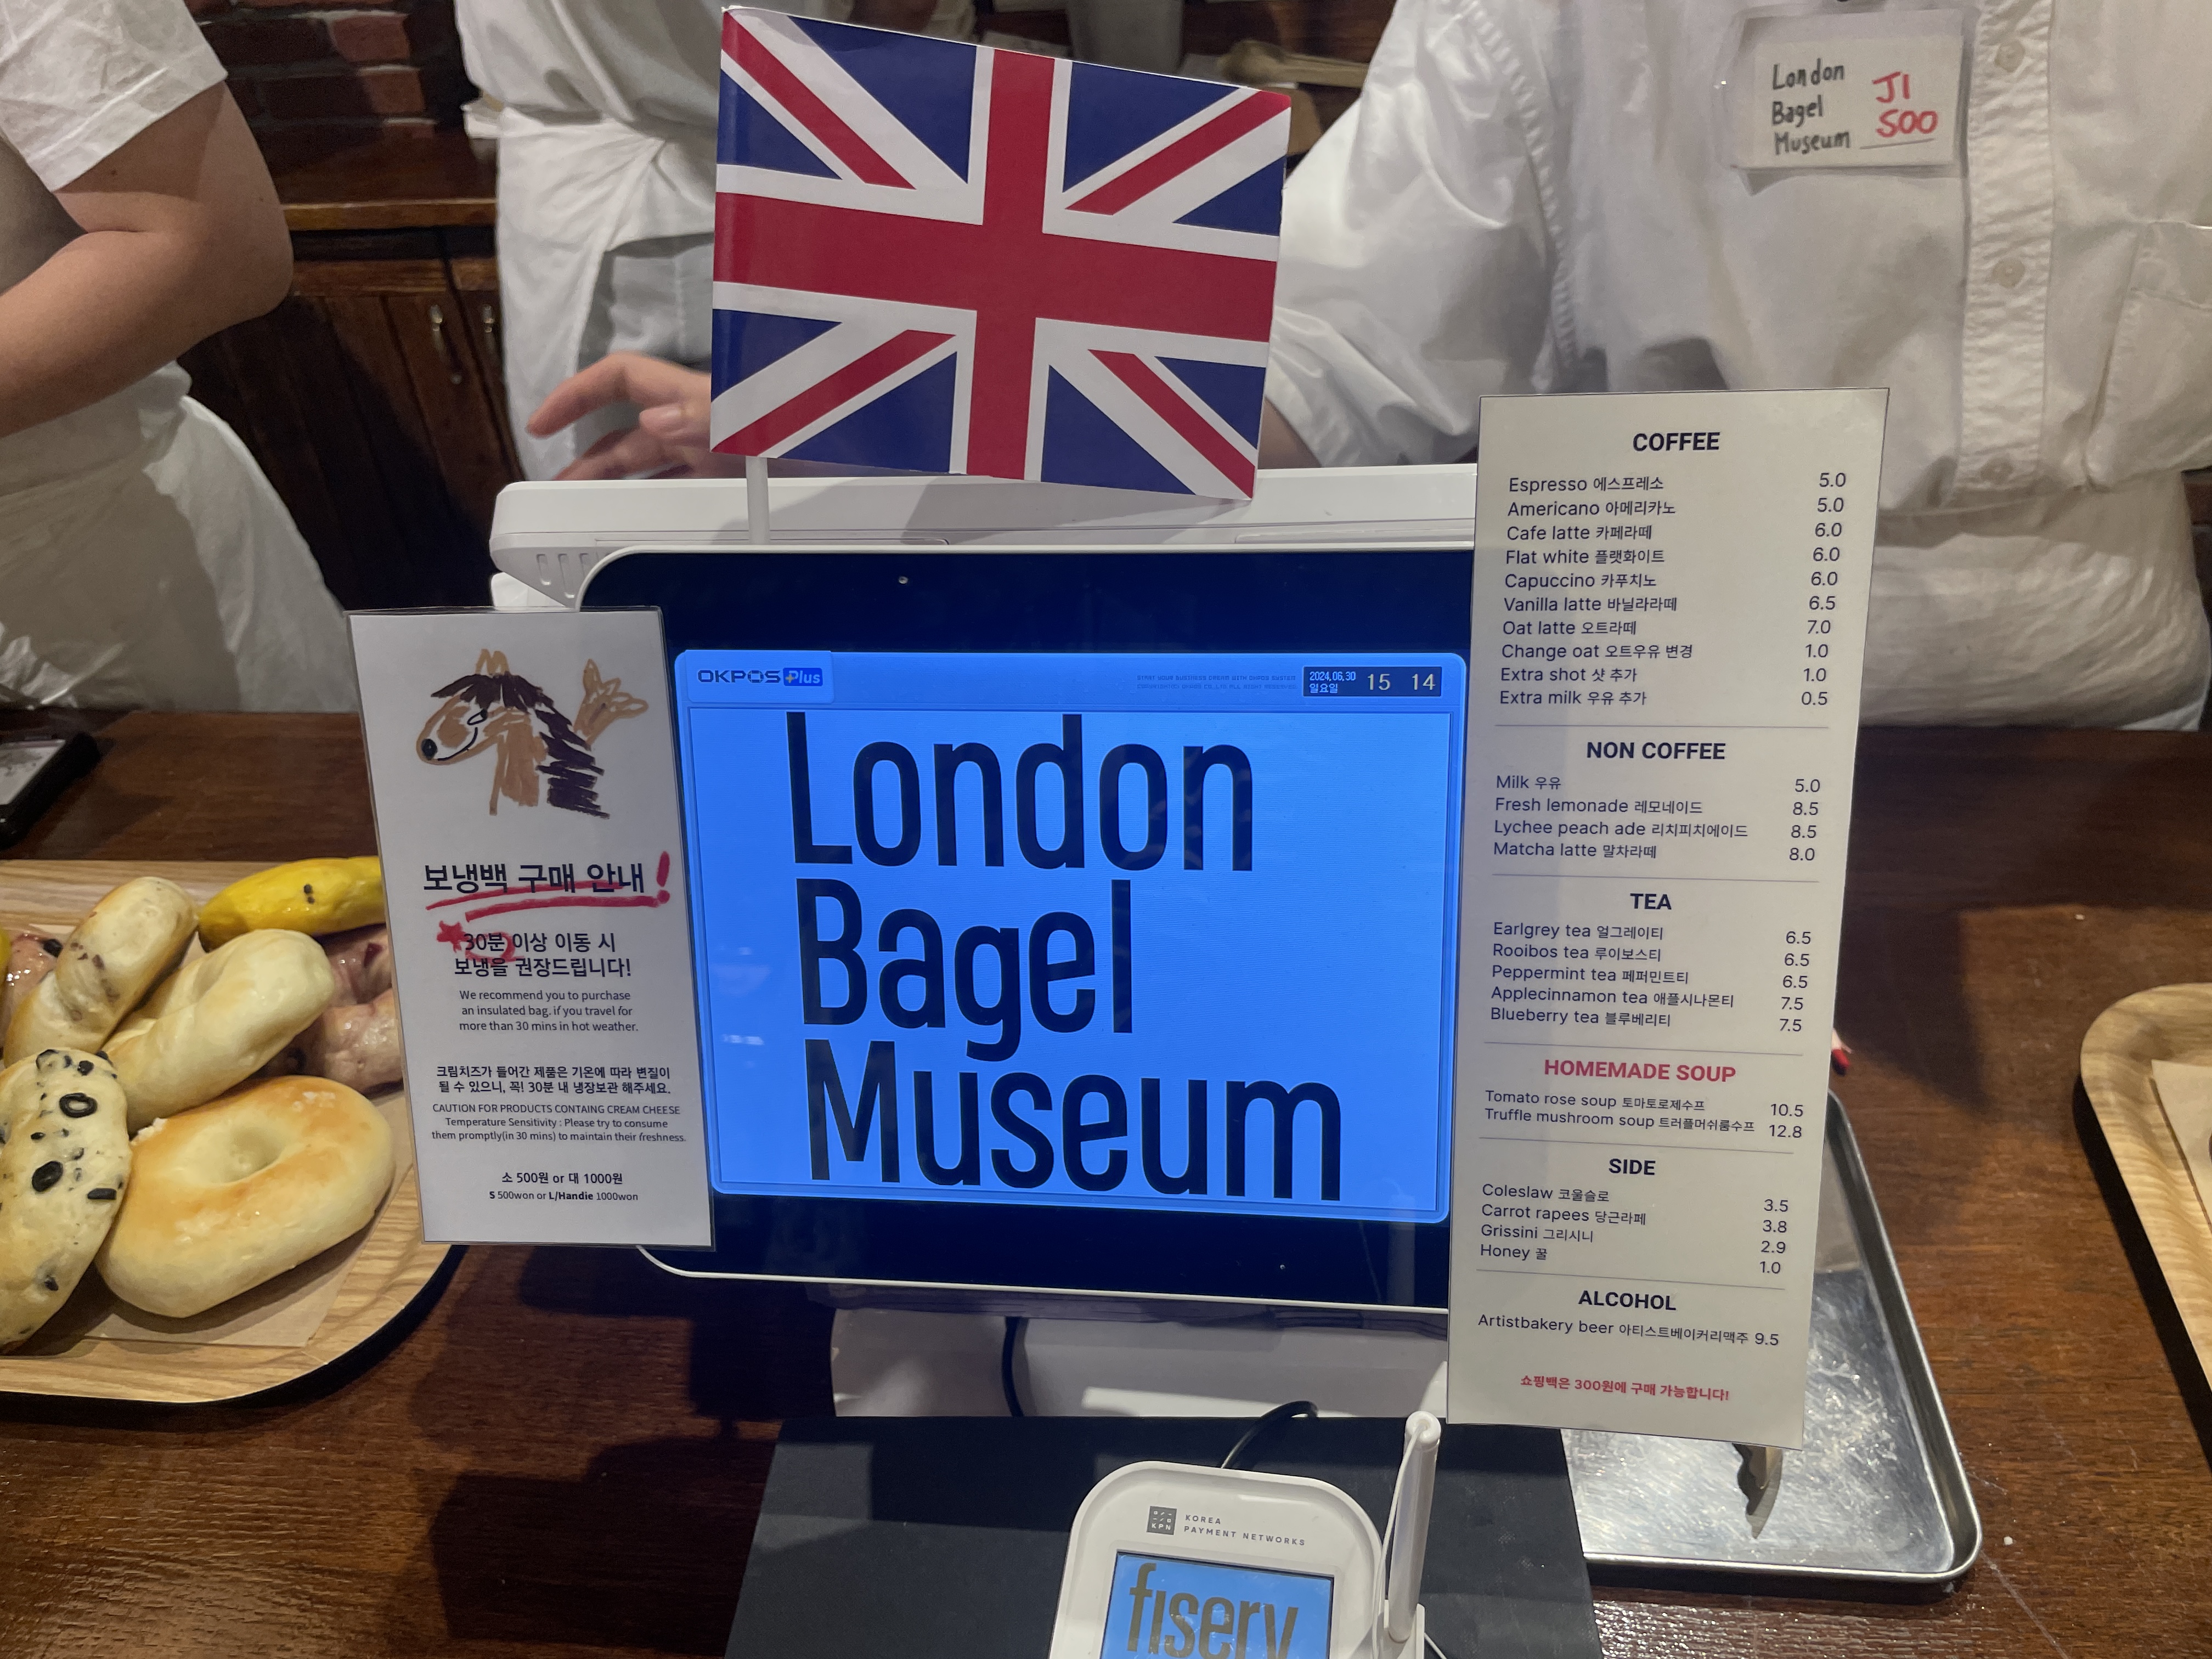 London
Bagel
Museum
JI
SOO
OKPOS Plus
2024.06.30
일요일
15 14
London
Bagel
Museum
보냉백 구매 안내!
30분 이상 이동 시
보냉을 권장드립니다!
We recommend you to purchase
an insulated bag. if you travel for
more than 30 mins in hot weather.
크림치즈가 들어간 제품은 기온에 따라 변질이
될 수 있으니, 꼭! 30분 내 냉장보관 해주세요.
CAUTION FOR PRODUCTS CONTAING CREAM CHEESE
Temperature Sensitivity : Please try to consume
them promptly(in 30 mins) to maintain their freshness.
소 500원 or 대 1000원
S 500won or L/Handie 1000won
COFFEE
Espresso 에스프레소 5.0
Americano 아메리카노 5.0
Cafe latte 카페라떼 6.0
Flat white 플랫화이트 6.0
Capuccino 카푸치노 6.0
Vanilla latte 바닐라라떼 6.5
Oat latte 오트라떼 7.0
Change oat 오트우유 변경 1.0
Extra shot 샷 추가 1.0
Extra milk 우유 추가 0.5
NON COFFEE
Milk 우유 5.0
Fresh lemonade 레모네이드 8.5
Lychee peach ade 리치피치에이드 8.5
Matcha latte 말차라떼 8.0
TEA
Earlgrey tea 얼그레이티 6.5
Rooibos tea 루이보스티 6.5
Peppermint tea 페퍼민트티 6.5
Applecinnamon tea 애플시나몬티 7.5
Blueberry tea 블루베리티 7.5
HOMEMADE SOUP
Tomato rose soup 토마토로제수프 10.5
Truffle mushroom soup 트러플머쉬룸수프 12.8
SIDE
Coleslaw 코울슬로 3.5
Carrot rapees 당근라페 3.8
Grissini 그리시니 2.9
Honey 꿀 1.0
ALCOHOL
Artistbakery beer 아티스트베이커리맥주 9.5
쇼핑백은 300원에 구매 가능합니다!
KPN
KOREA
PAYMENT NETWORKS
fiserv